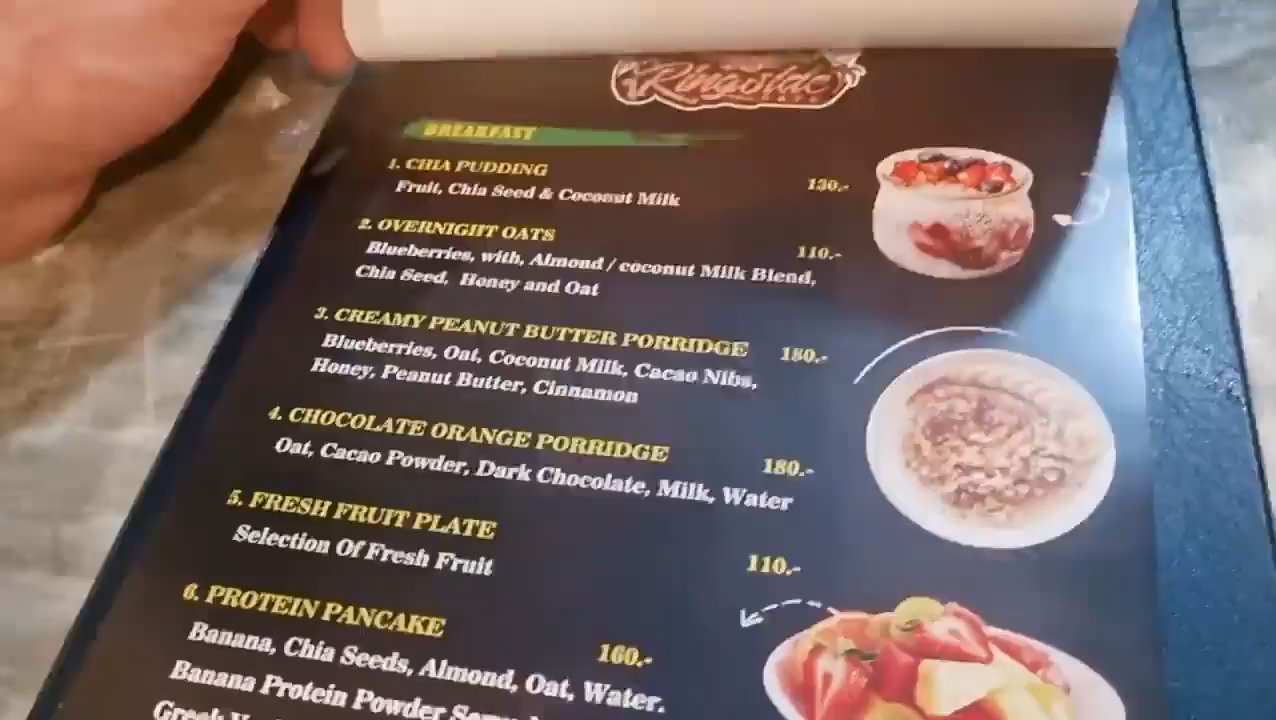 Ringside
BREAKFAST
1. CHIA PUDDING 130.-
Fruit, Chia Seed & Coconut Milk
2. OVERNIGHT OATS 110.-
Blueberries, with, Almond / coconut Milk Blend,
Chia Seed, Honey and Oat
3. CREAMY PEANUT BUTTER PORRIDGE 180.-
Blueberries, Oat, Coconut Milk, Cacao Nibs,
Honey, Peanut Butter, Cinnamon
4. CHOCOLATE ORANGE PORRIDGE 180.-
Oat, Cacao Powder, Dark Chocolate, Milk, Water
5. FRESH FRUIT PLATE 110.-
Selection Of Fresh Fruit
6. PROTEIN PANCAKE 160.-
Banana, Chia Seeds, Almond, Oat, Water.
Banana Protein Powder